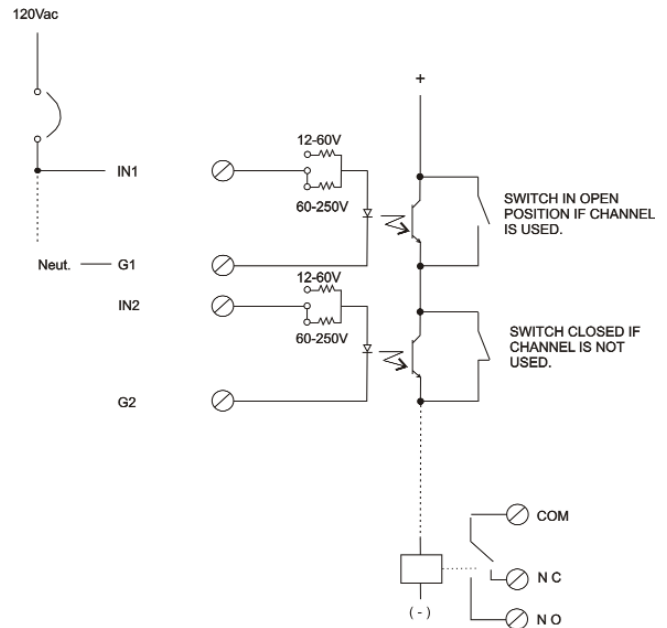 120Vac
+
12-60V
IN1
60-250V
SWITCH IN OPEN
POSITION IF CHANNEL
IS USED.
Neut.
G1
12-60V
IN2
60-250V
SWITCH CLOSED IF
CHANNEL IS NOT
USED.
G2
COM
N C
(-)
N O